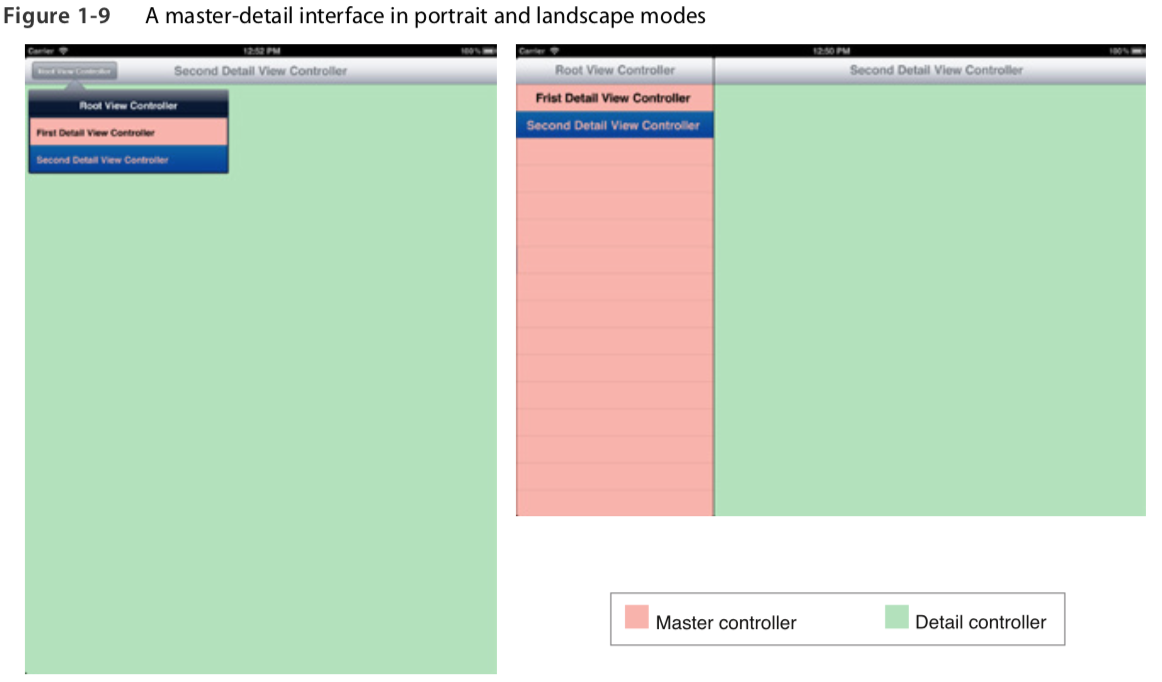 Figure 1-9 A master-detail interface in portrait and landscape modes
Carrier 12:52 PM 100%
Root View Controller Second Detail View Controller
Root View Controller
First Detail View Controller
Second Detail View Controller
Carrier 12:50 PM 100%
Root View Controller Second Detail View Controller
Frist Detail View Controller
Second Detail View Controller
Master controller Detail controller